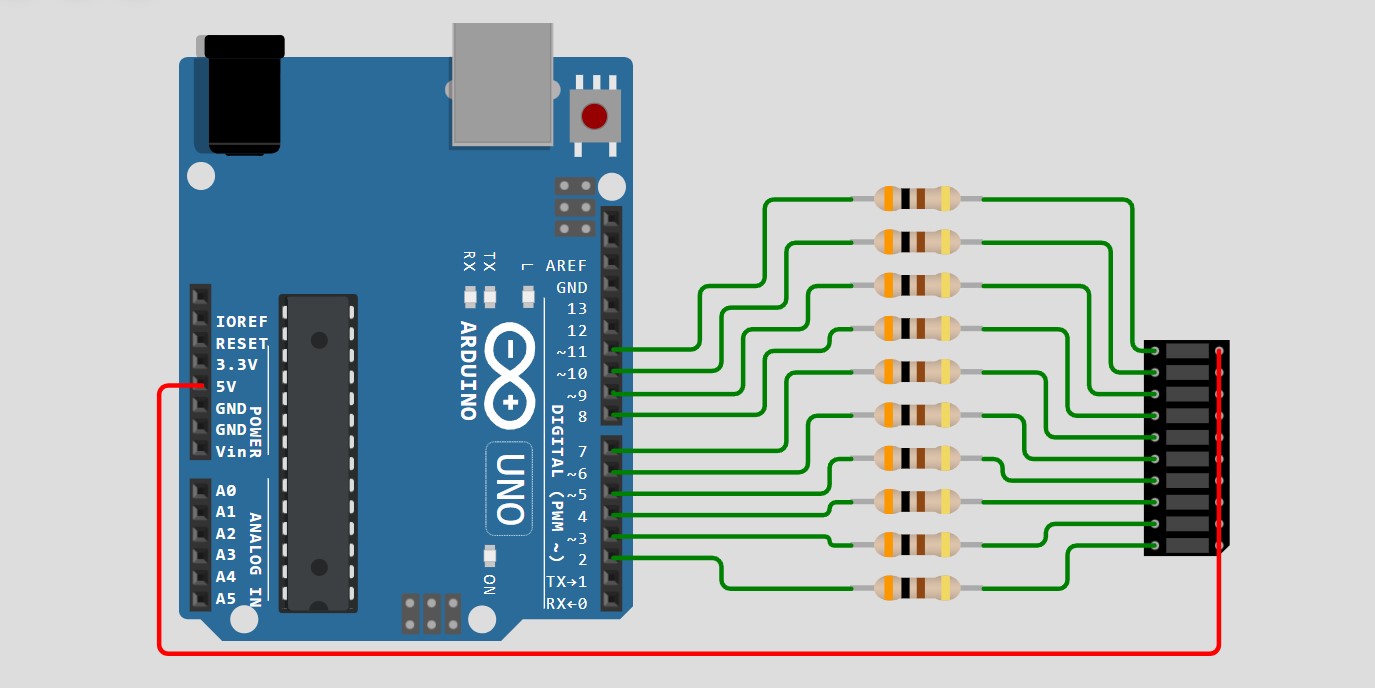 RX
TX
L
AREF
GND
13
12
~11
~10
~9
8
7
~6
~5
4
~3
2
TX→1
RX←0
DIGITAL (PWM ~)
ARDUINO
UNO
ON
IOREF
RESET
3.3V
5V
GND
GND
Vin
POWER
A0
A1
A2
A3
A4
A5
ANALOG IN